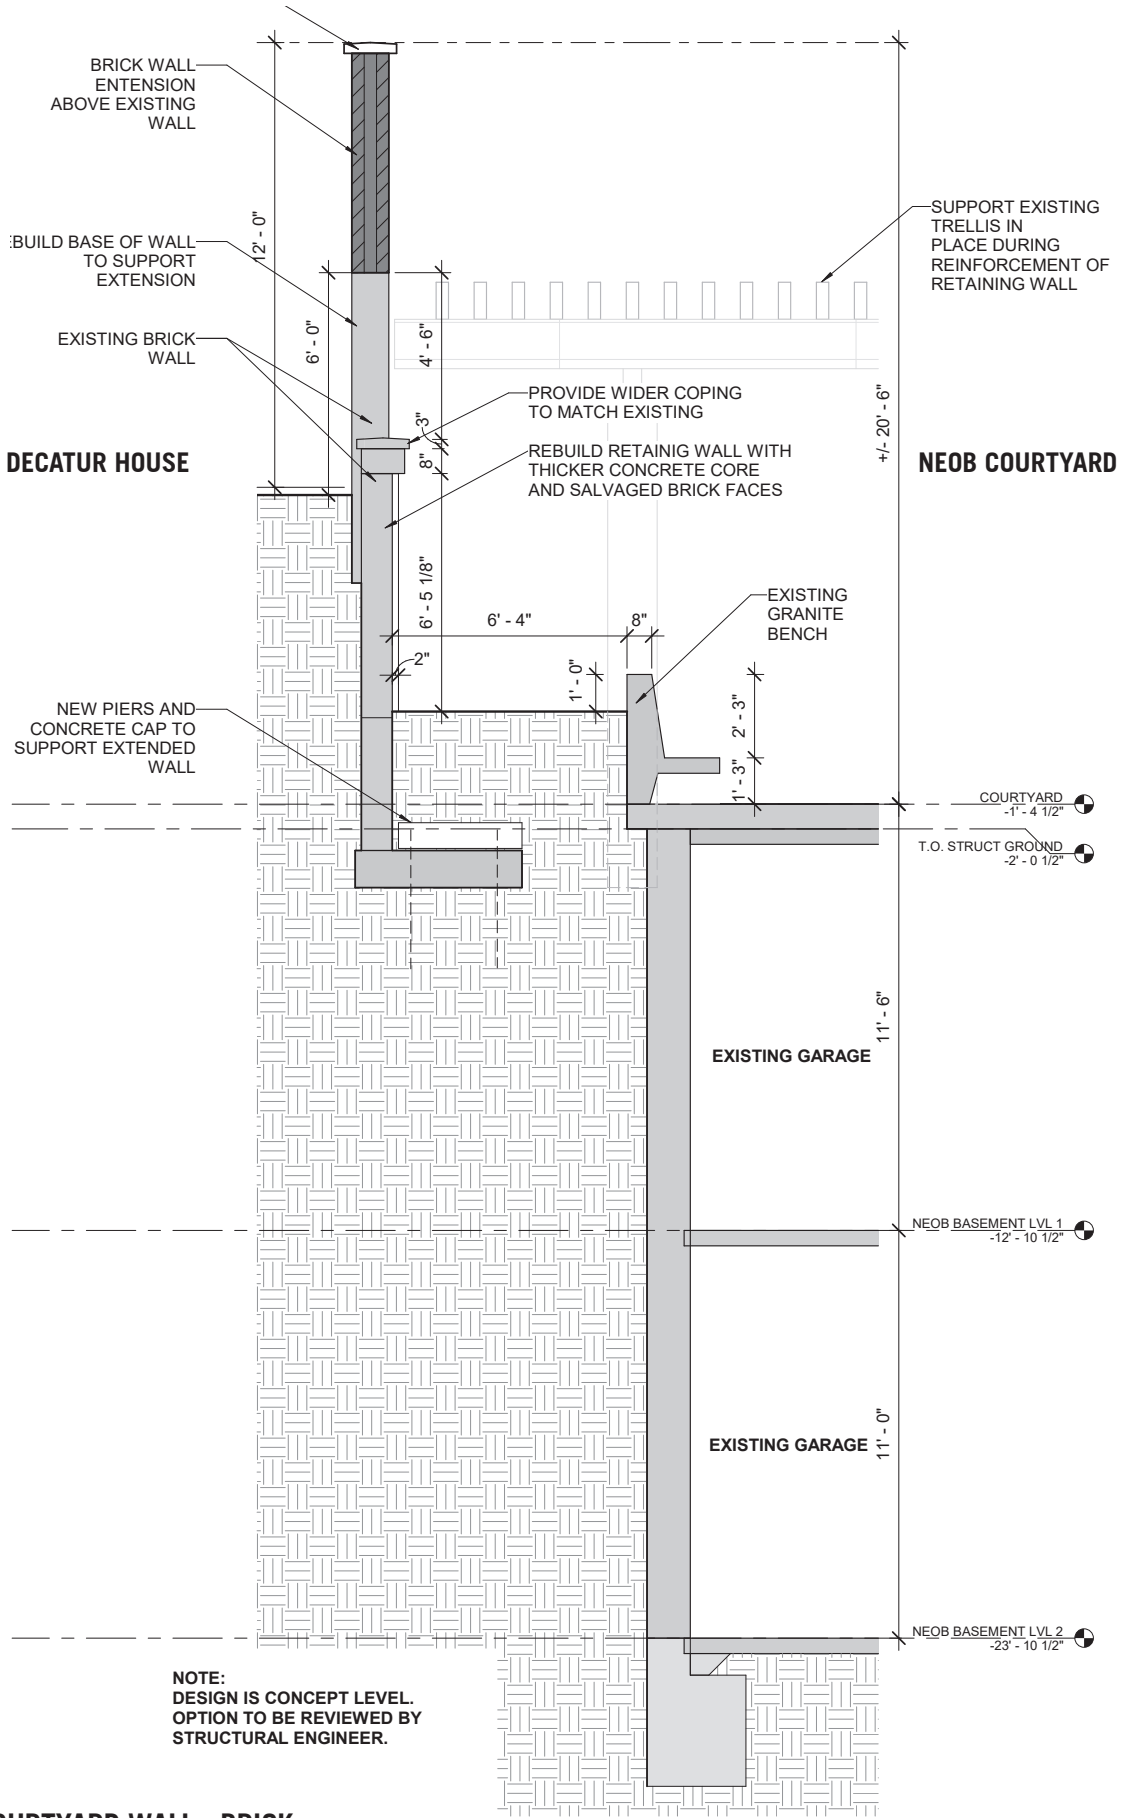 BRICK WALL
ENTENSION
ABOVE EXISTING
WALL
12' - 0"
EBUILD BASE OF WALL
TO SUPPORT
EXTENSION
SUPPORT EXISTING
TRELLIS IN
PLACE DURING
REINFORCEMENT OF
RETAINING WALL
EXISTING BRICK
WALL
6' - 0"
4' - 6"
+/- 20' - 6"
PROVIDE WIDER COPING
TO MATCH EXISTING
3"
8"
DECATUR HOUSE
REBUILD RETAINIG WALL WITH
THICKER CONCRETE CORE
AND SALVAGED BRICK FACES
NEOB COURTYARD
6' - 5 1/8"
6' - 4"
8"
EXISTING
GRANITE
BENCH
2"
1' - 0"
2' - 3"
1' - 3"
NEW PIERS AND
CONCRETE CAP TO
SUPPORT EXTENDED
WALL
COURTYARD
-1' - 4 1/2"
T.O. STRUCT GROUND
-2' - 0 1/2"
11' - 6"
EXISTING GARAGE
NEOB BASEMENT LVL 1
-12' - 10 1/2"
11' - 0"
EXISTING GARAGE
NEOB BASEMENT LVL 2
-23' - 10 1/2"
NOTE:
DESIGN IS CONCEPT LEVEL.
OPTION TO BE REVIEWED BY
STRUCTURAL ENGINEER.